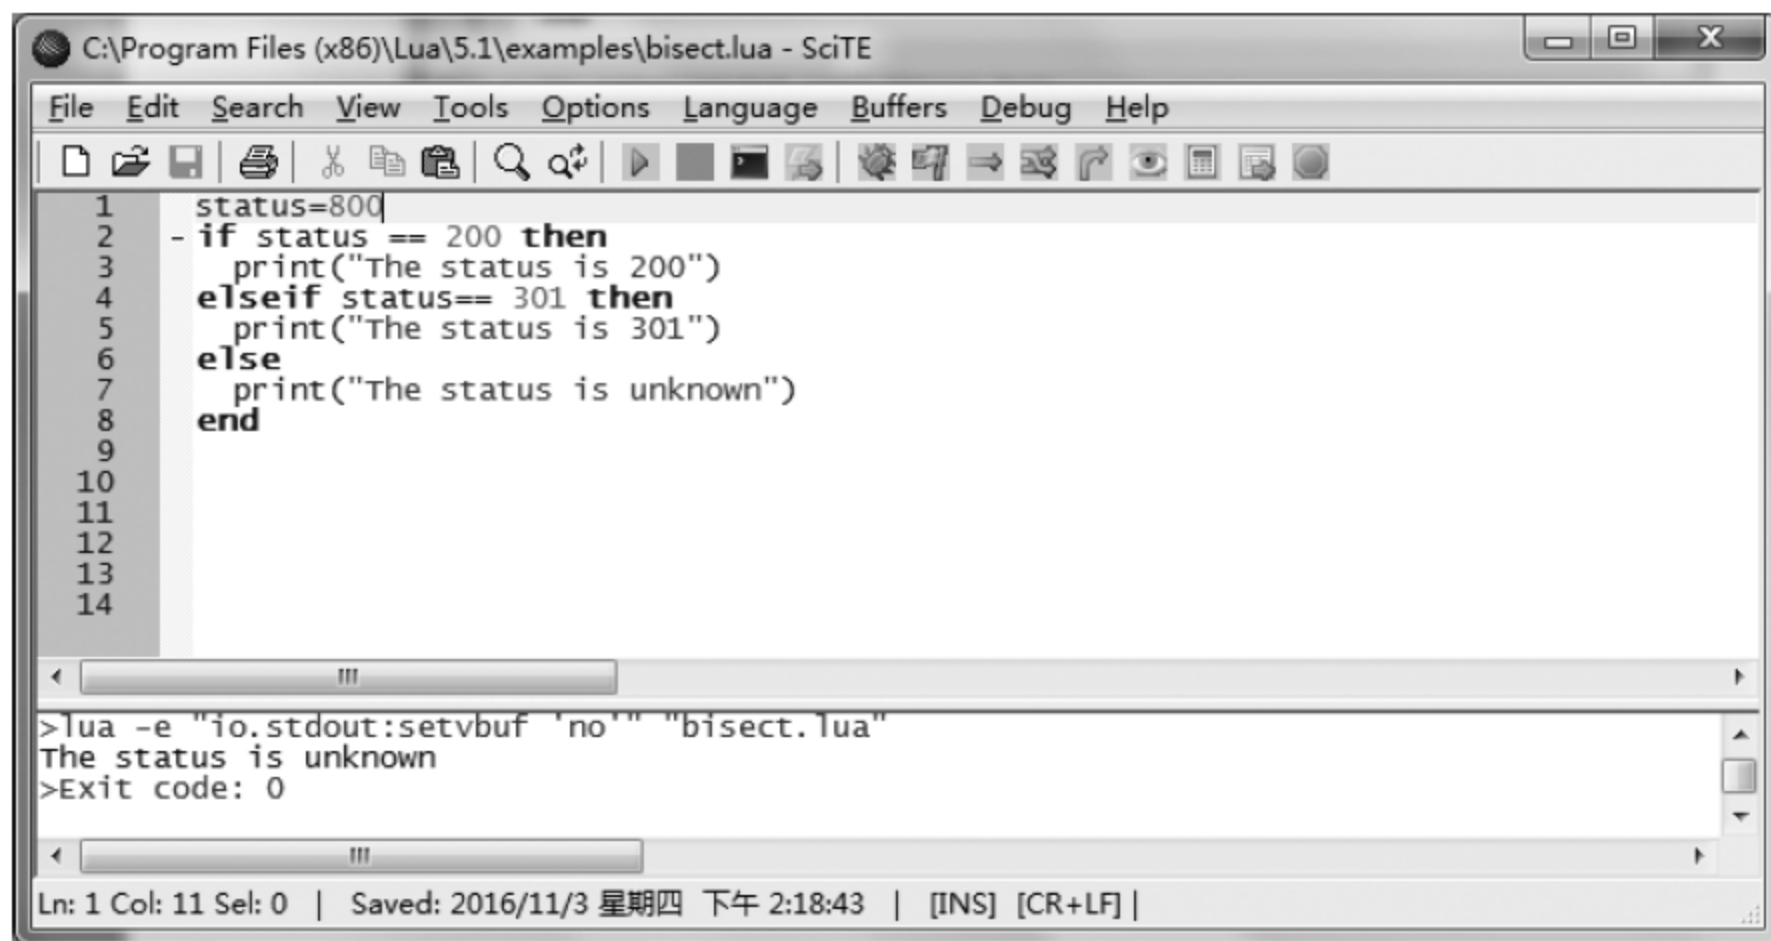 C:\Program Files (x86)\Lua\5.1\examples\bisect.lua - SciTE
File Edit Search View Tools Options Language Buffers Debug Help
1 status=800
2 - if status == 200 then
3 print("The status is 200")
4 elseif status== 301 then
5 print("The status is 301")
6 else
7 print("The status is unknown")
8 end
9
10
11
12
13
14
>lua -e "io.stdout:setvbuf 'no'" "bisect.lua"
The status is unknown
>Exit code: 0
Ln: 1 Col: 11 Sel: 0 | Saved: 2016/11/3 星期四 下午 2:18:43 | [INS] [CR+LF] |